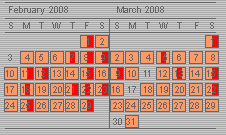 February 2008 March 2008
S M T W T F S S M T W T F S
1 2 1
3 4 5 6 7 8 9 2 3 4 5 6 7 8
10 11 12 13 14 15 16 9 10 11 12 13 14 15
17 18 19 20 21 22 23 16 17 18 19 20 21 22
24 25 26 27 28 29 23 24 25 26 27 28 29
30 31